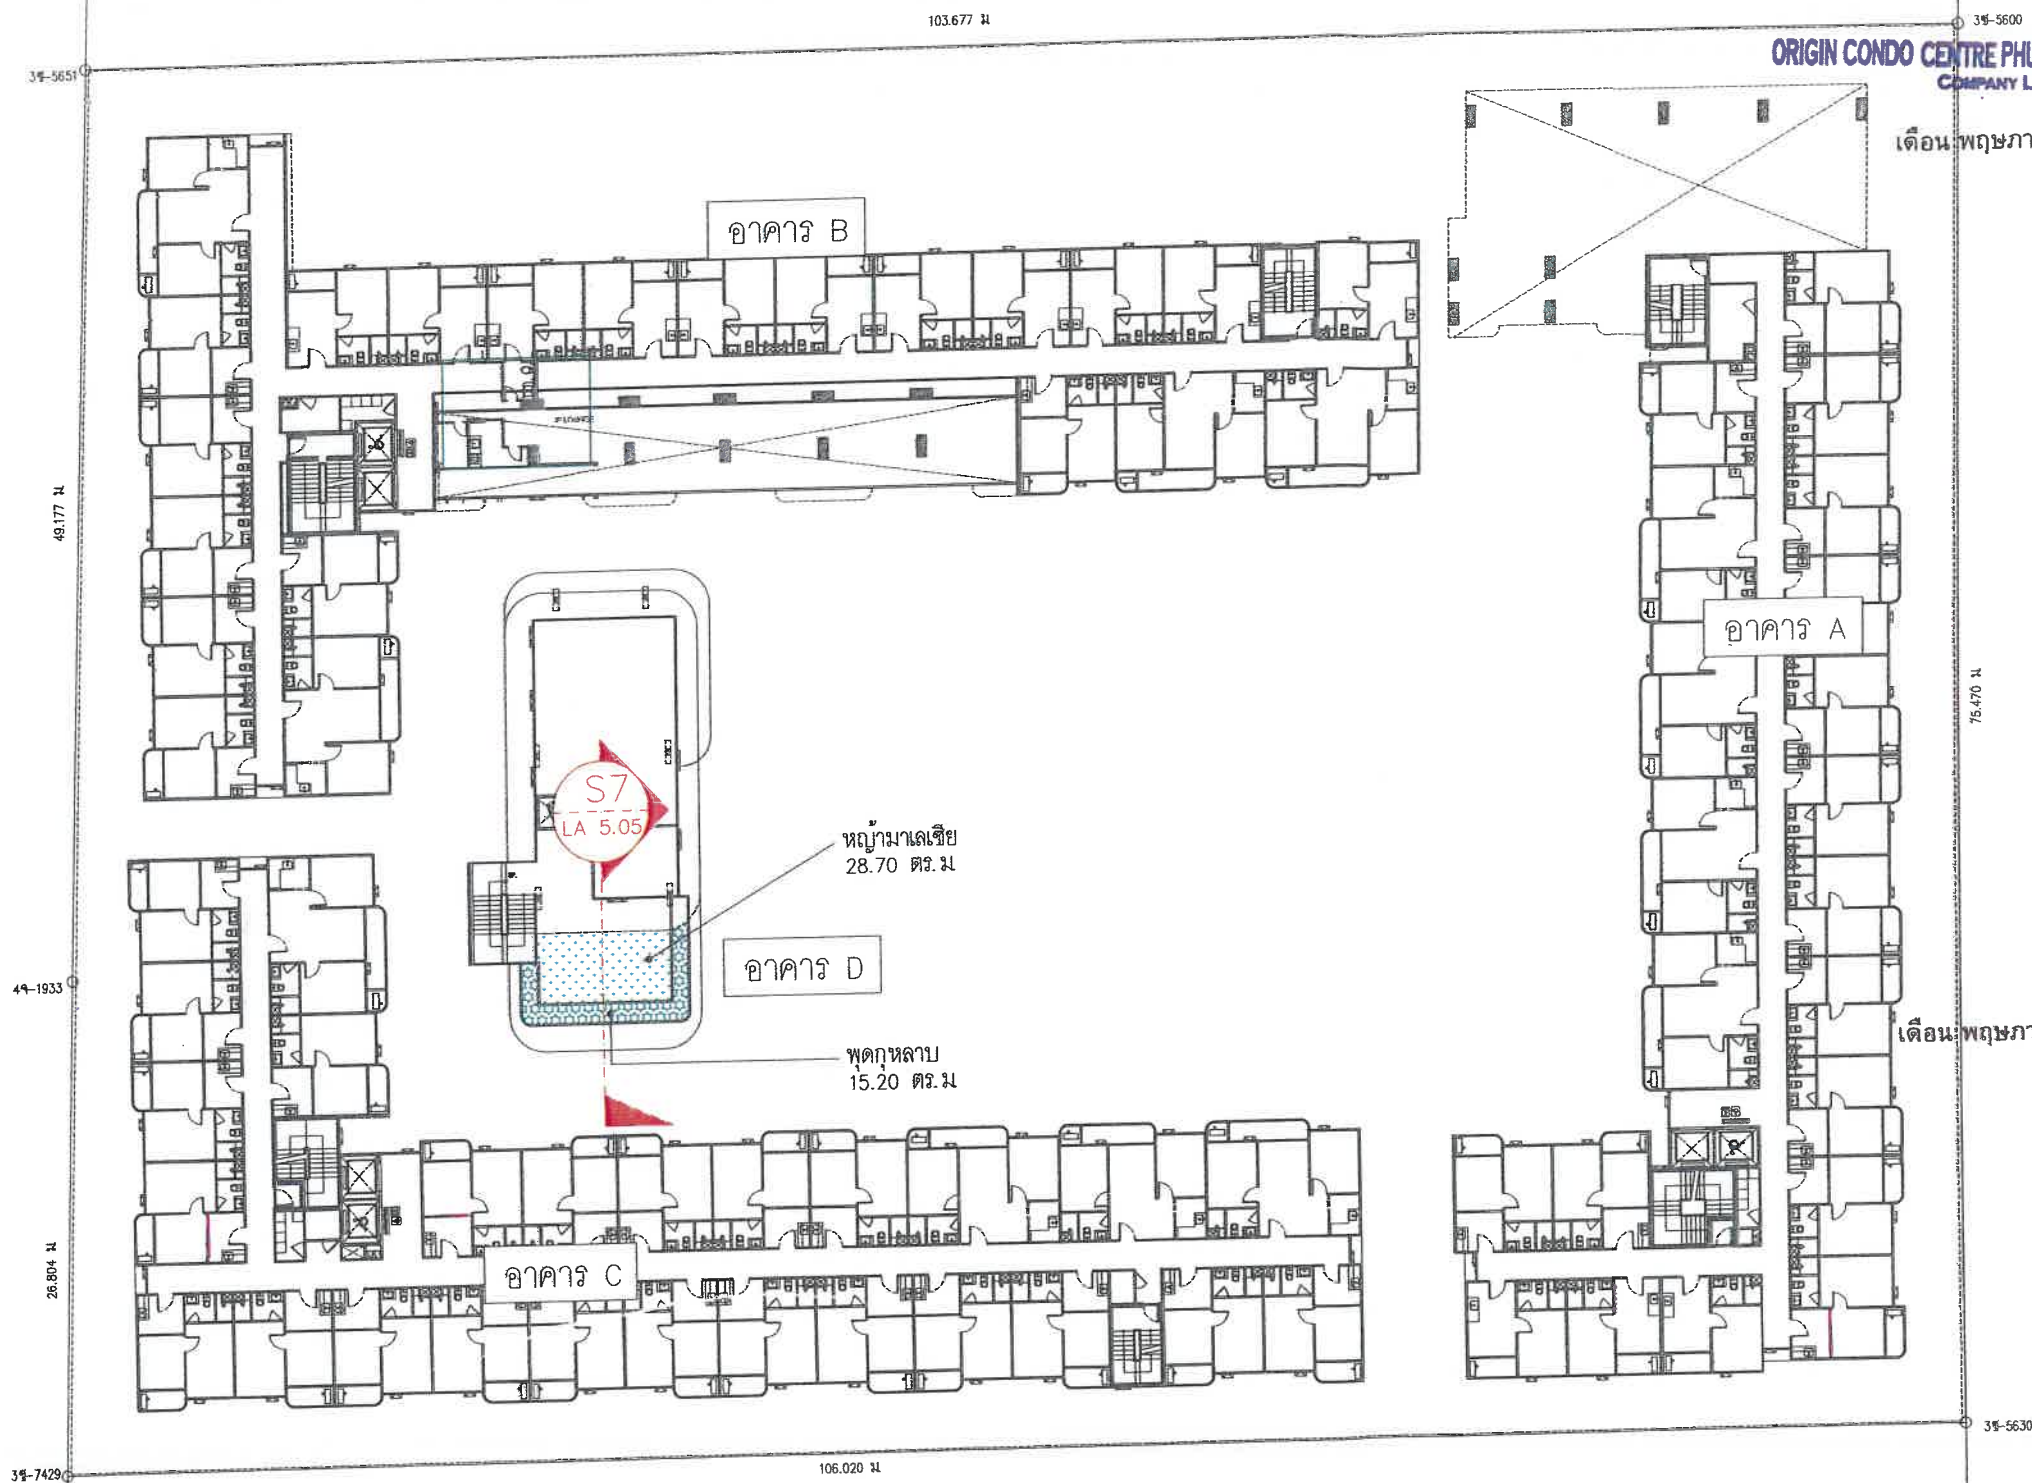 103.677 ม
3ชี-5600
3ชี-5651
ORIGIN CONDO CENTRE PHU
COMPANY L
เดือน พฤษภา
อาคาร B
อาคาร A
49.177 ม
75.470 ม
S7
LA 5.05
หญ้ามาเลเซีย
28.70 ตร.ม
อาคาร D
4ฯ-1933
เดือน พฤษภา
พุดกุหลาบ
15.20 ตร.ม
26.804 ม
อาคาร C
3ชี-5630
3ชี-7429
106.020 ม